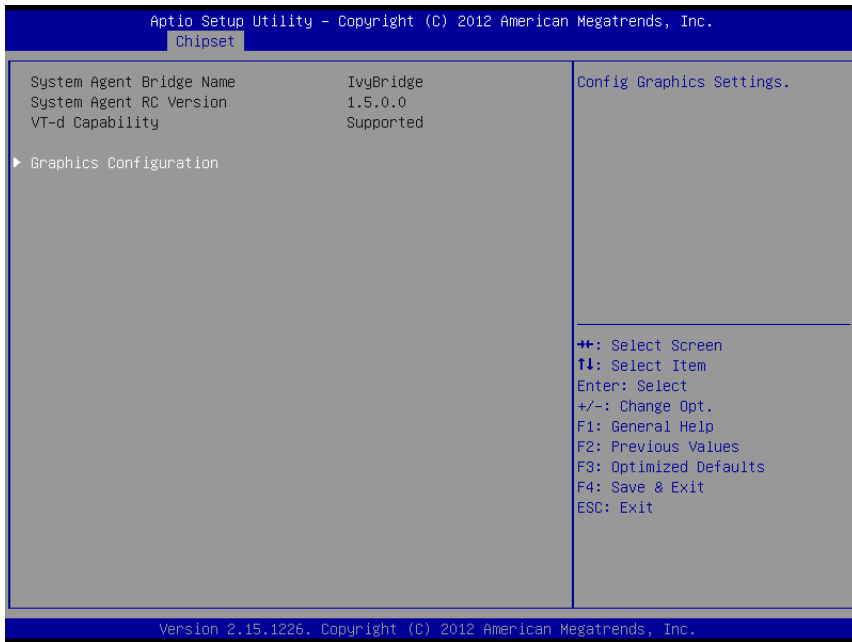 Aptio Setup Utility – Copyright (C) 2012 American Megatrends, Inc.
Chipset
System Agent Bridge Name IvyBridge
System Agent RC Version 1.5.0.0
VT-d Capability Supported
Graphics Configuration
Config Graphics Settings.
→←: Select Screen
↑↓: Select Item
Enter: Select
+/-: Change Opt.
F1: General Help
F2: Previous Values
F3: Optimized Defaults
F4: Save & Exit
ESC: Exit
Version 2.15.1226. Copyright (C) 2012 American Megatrends, Inc.